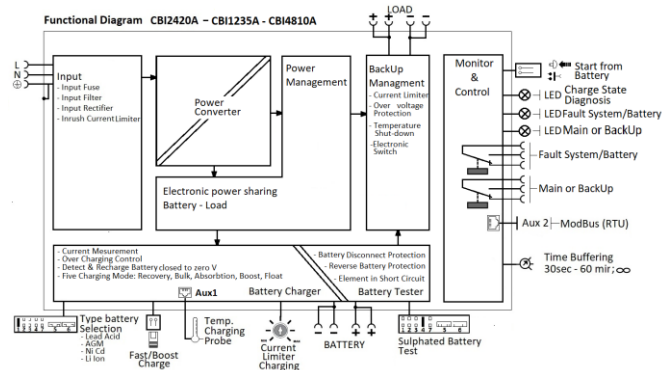 Functional Diagram CBI2420A – CBI1235A - CBI4810A
LOAD
+ + - -
L
N
Input
- Input Fuse
- Input Filter
- Input Rectifier
- Inrush CurrentLimiter
Power
Converter
Power
Management
BackUp
Managment
- Current Limiter
- Over voltage
Protection
- Temperature
Shut-down
-Electronic
Switch
Monitor
&
Control
Start from
Battery
LED Charge State
Diagnosis
LED Fault System/Battery
LED Main or BackUp
Fault System/Battery
Main or BackUp
Aux 2 ModBus (RTU)
Time Buffering
30sec - 60 mir; ∞
Electronic power sharing
Battery - Load
- Current Mesurement
- Over Charging Control
- Detect & Recharge Battery closed to zero V
- Five Charging Mode: Recovery, Bulk, Absorbtion, Boost, Float
Aux1
Battery Charger
- Battery Disconnect Protection
- Reverse Battery Protection
- Element in Short Circuit
Battery Tester
Type battery
Selection
- Lead Acid
- AGM
- Ni Cd
- Li Ion
Fast/Boost
Charge
Temp.
Charging
Probe
Current
Limiter
Charging
- - + +
BATTERY
Sulphated Battery
Test